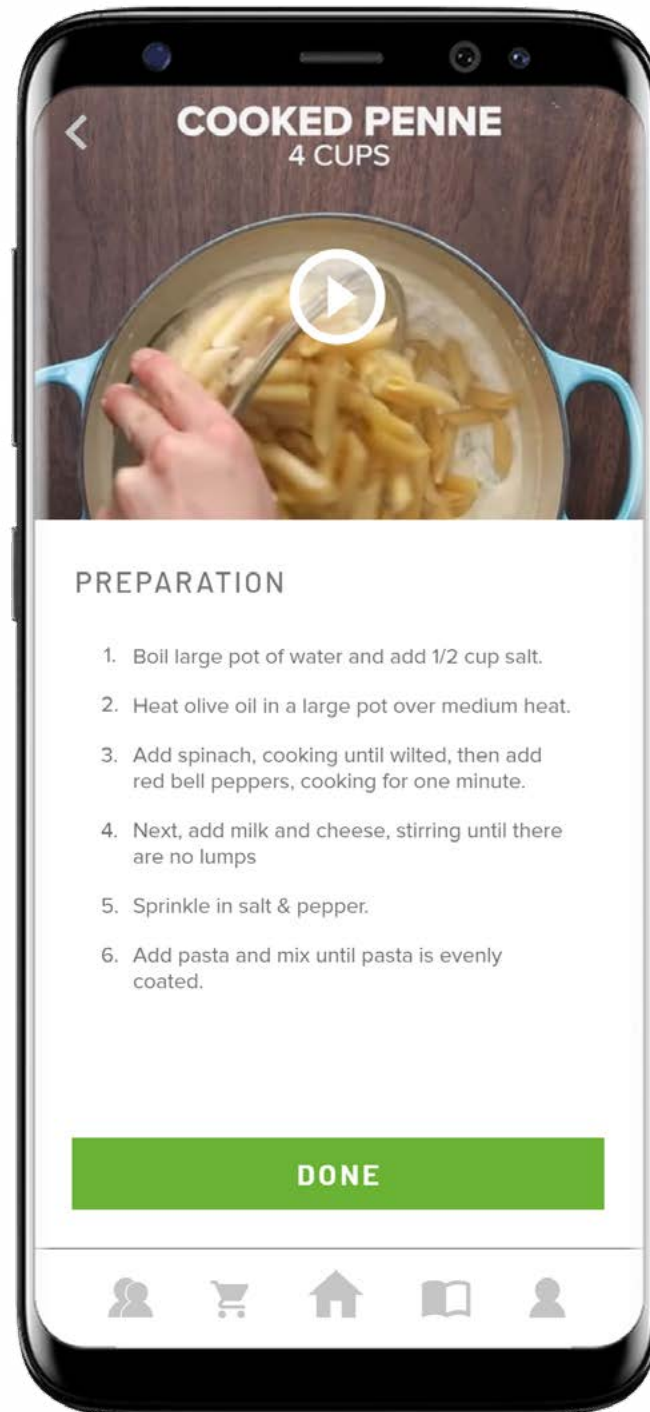 COOKED PENNE
4 CUPS
PREPARATION
1. Boil large pot of water and add 1/2 cup salt.
2. Heat olive oil in a large pot over medium heat.
3. Add spinach, cooking until wilted, then add
red bell peppers, cooking for one minute.
4. Next, add milk and cheese, stirring until there
are no lumps
5. Sprinkle in salt & pepper.
6. Add pasta and mix until pasta is evenly
coated.
DONE